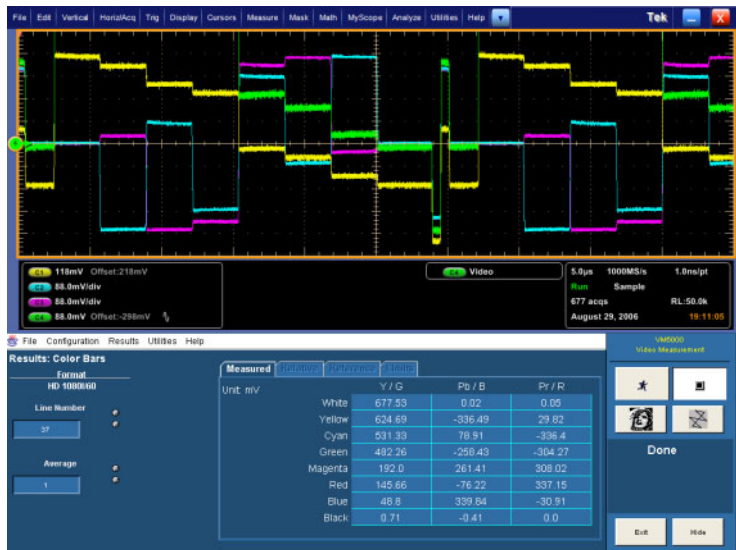 File Edit Vertical Horiz/Acq Trig Display Cursors Measure Mask Math MyScope Analyze Utilities Help Tek X
C1 118mV Offset:218mV
C2 88.0mV/div
C3 88.0mV/div
C4 88.0mV Offset:-298mV
C4 Video
5.0µs 1000MS/s 1.0ns/pt
Run Sample
677 acqs RL:50.0k
August 29, 2006 19:11:05
File Configuration Results Utilities Help
VM6000
Video Measurement
Results: Color Bars
Format
HD 1080i/60
Line Number
37
Average
1
Measured Relative Reference Limits
Unit: mV Y / G Pb / B Pr / R
White 677.53 0.02 0.05
Yellow 624.69 -336.49 29.82
Cyan 531.33 78.91 -336.4
Green 482.26 -258.43 -304.27
Magenta 192.0 261.41 308.02
Red 145.66 -76.22 337.15
Blue 48.8 339.84 -30.91
Black 0.71 -0.41 0.0
Done
Exit Hide